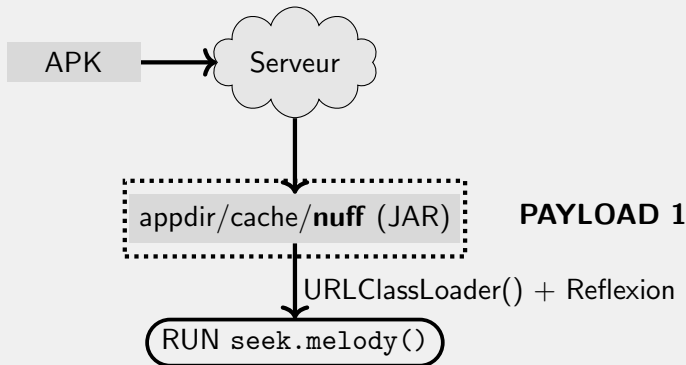 APK
Serveur
appdir/cache/nuff (JAR)
PAYLOAD 1
URLClassLoader() + Reflexion
RUN seek.melody()